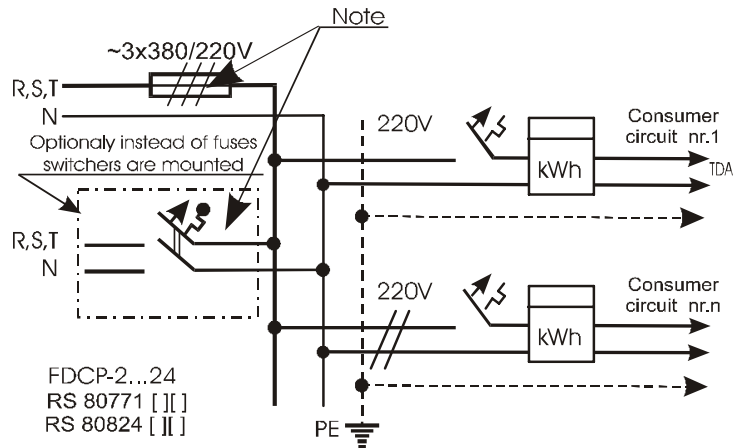 Note
~3x380/220V
R,S,T
N
Optionaly instead of fuses
switchers are mounted
R,S,T
N
220V
kWh
Consumer
circuit nr.1
TDA
220V
kWh
Consumer
circuit nr.n
FDCP-2...24
RS 80771 [ ][ ]
RS 80824 [ ][ ]
PE